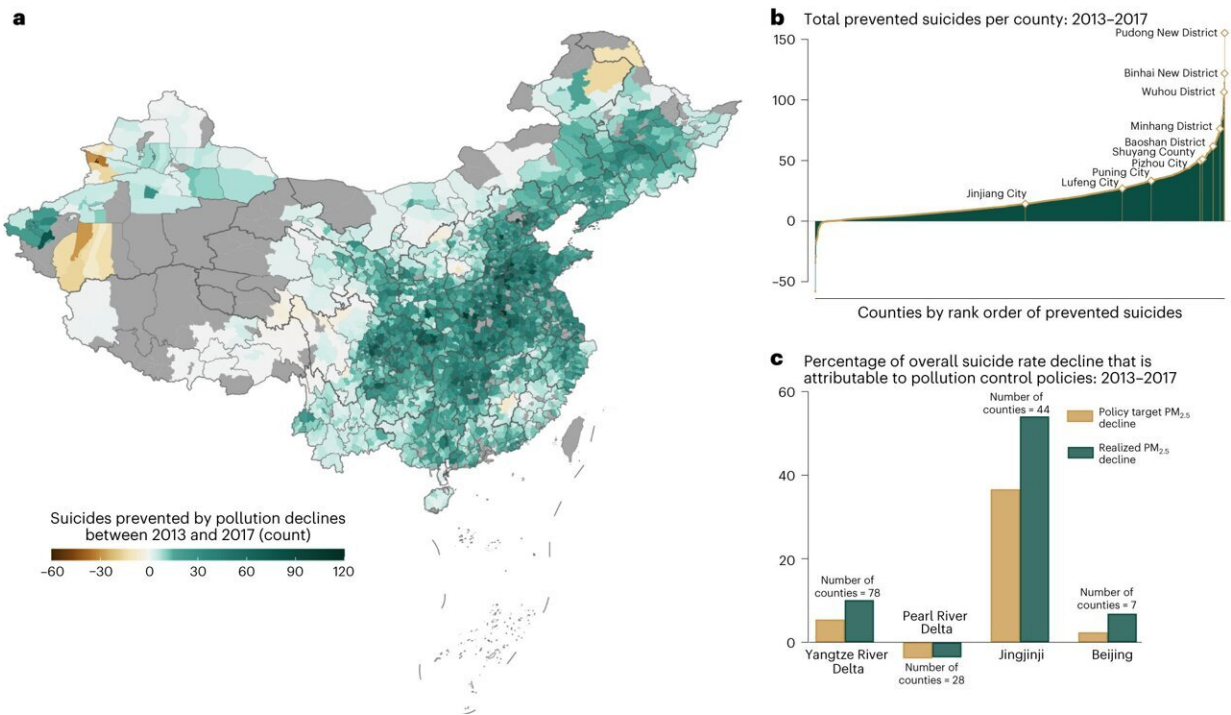 a
Suicides prevented by pollution declines
between 2013 and 2017 (count)
–60 –30 0 30 60 90 120
b Total prevented suicides per county: 2013–2017
150
100
50
0
–50
Pudong New District
Binhai New District
Wuhou District
Minhang District
Baoshan District
Shuyang County
Pizhou City
Puning City
Lufeng City
Jinjiang City
Counties by rank order of prevented suicides
c Percentage of overall suicide rate decline that is
attributable to pollution control policies: 2013–2017
60
40
20
0
Number of
counties = 78
Yangtze River
Delta
Pearl River
Delta
Number of
counties = 28
Number of
counties = 44
Jingjinji
Number of
counties = 7
Beijing
Policy target PM2.5
decline
Realized PM2.5
decline